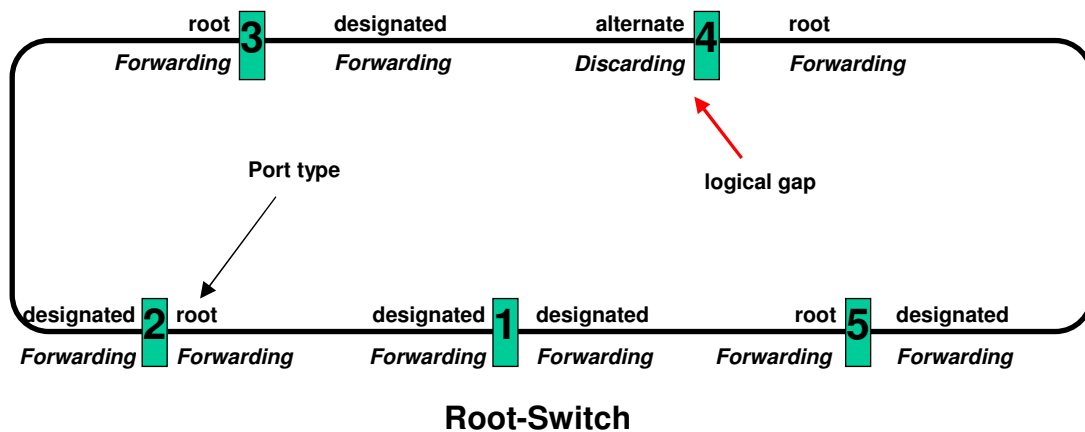 root 3 designated alternate 4 root
Forwarding Forwarding Discarding Forwarding
Port type
logical gap
designated 2 root designated 1 designated root 5 designated
Forwarding Forwarding Forwarding Forwarding Forwarding Forwarding
Root-Switch